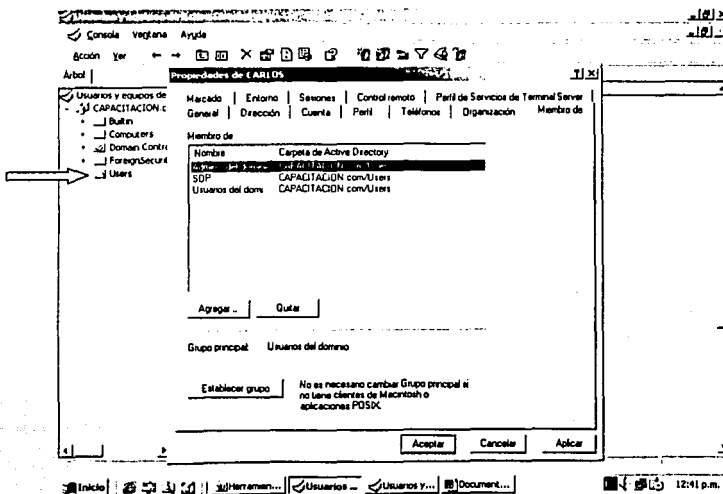 Consola Ventana Ayuda
Acción Ver
Árbol
Propiedades de CARLOS
Usuarios y equipos de
CAPACITACION.c
Builtin
Computers
Domain Contro
ForeignSecurit
Users
Marcado Entorno Sesiones Control remoto Perfil de Servicios de Terminal Server
General Dirección Cuenta Perfil Teléfonos Organización Miembro de
Miembro de
Nombre Carpeta de Active Directory
SDP CAPACITACION com/Users
Usuarios del domi CAPACITACION com/Users
Agregar .. Quitar
Grupo principal: Usuarios del dominio
Establecer grupo No es necesario cambiar Grupo principal si
no tiene clientes de Macintosh o
aplicaciones POSIX.
Aceptar Cancelar Aplicar
Inicio Herramien... Usuarios ... Usuarios y... Document... 12:41 p.m.